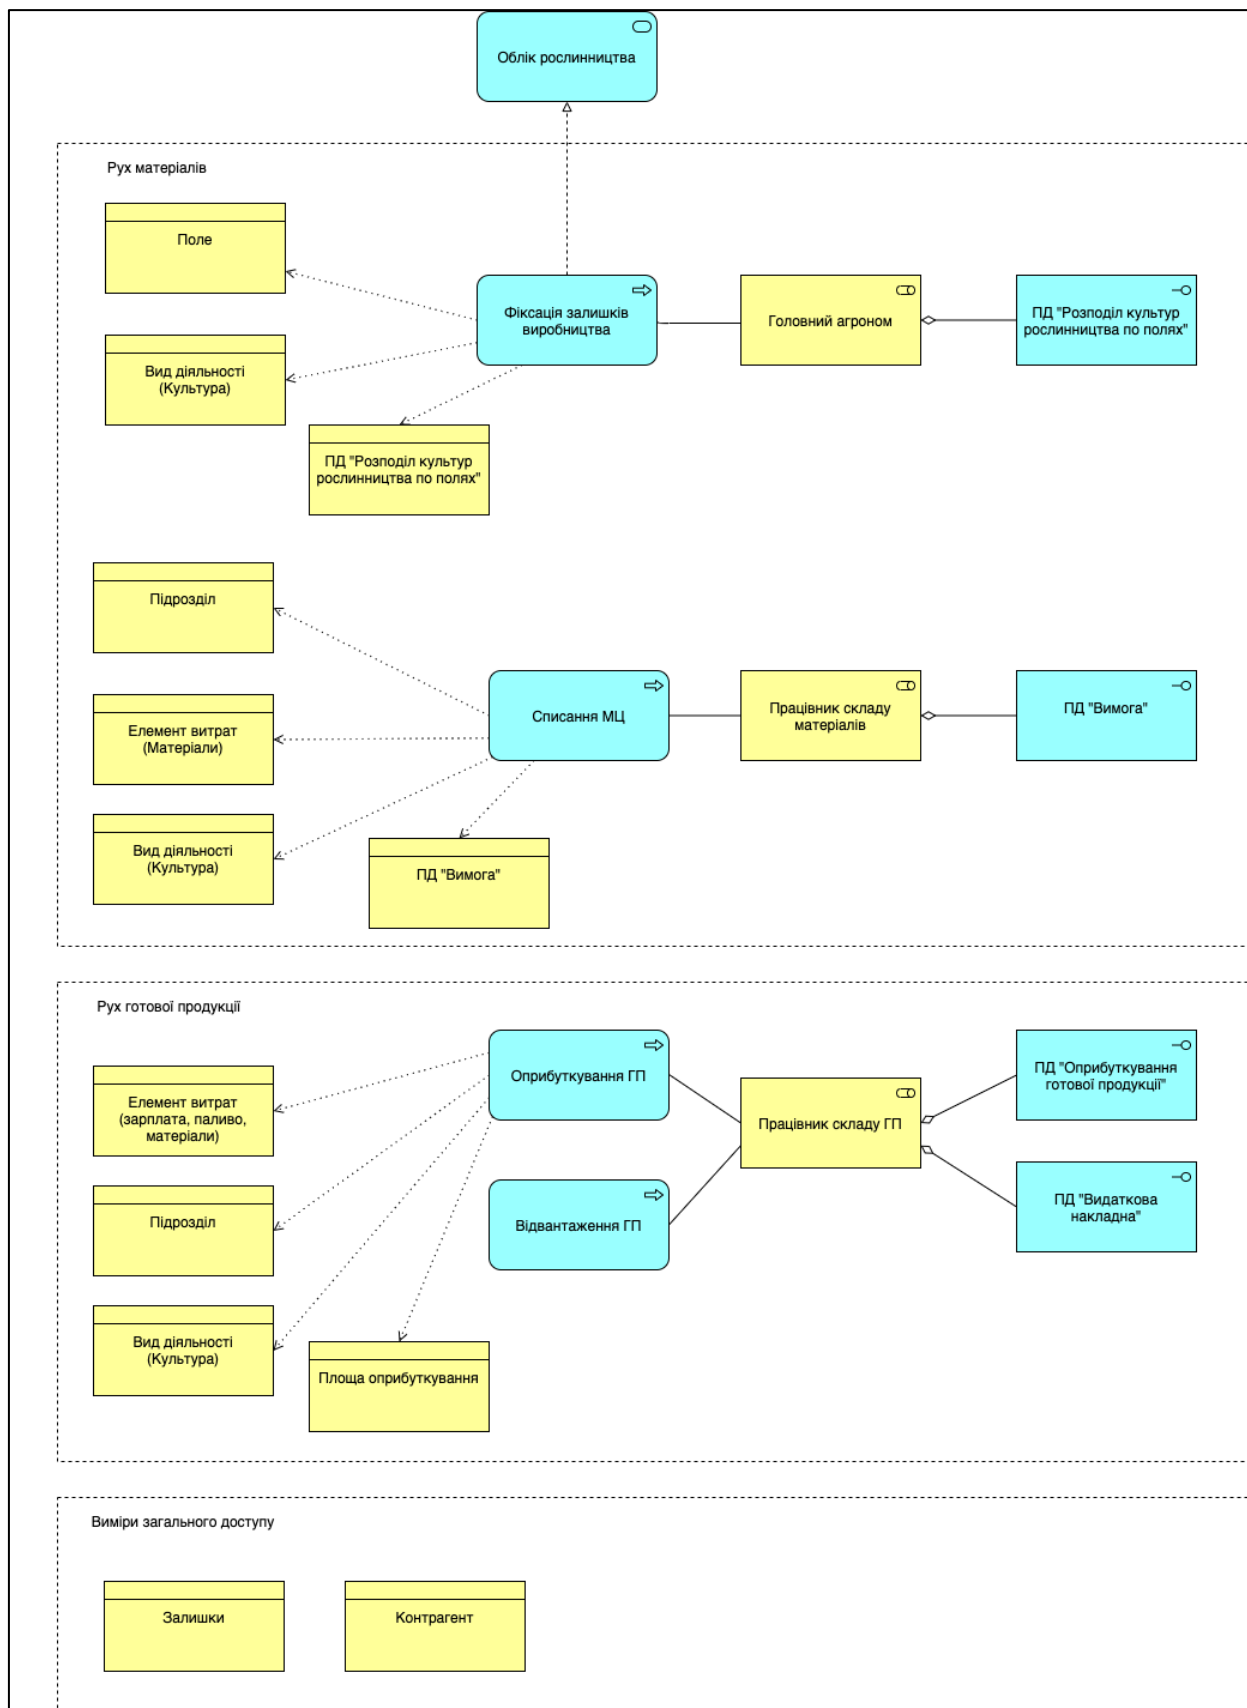 Облік рослинництва
Рух матеріалів
Поле
Фіксація залишків
виробництва
Головний агроном
ПД "Розподіл культур
рослинництва по полях"
Вид діяльності
(Культура)
ПД "Розподіл культур
рослинництва по полях"
Підрозділ
Списання МЦ
Працівник складу
матеріалів
ПД "Вимога"
Елемент витрат
(Матеріали)
Вид діяльності
(Культура)
ПД "Вимога"
Рух готової продукції
Елемент витрат
(зарплата, паливо,
матеріали)
Оприбуткування ГП
Працівник складу ГП
ПД "Оприбуткування
готової продукції"
Підрозділ
Відвантаження ГП
ПД "Видаткова
накладна"
Вид діяльності
(Культура)
Площа оприбуткування
Виміри загального доступу
Залишки
Контрагент